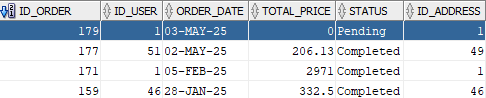 ID_ORDER ID_USER ORDER_DATE TOTAL_PRICE STATUS ID_ADDRESS
179 1 03-MAY-25 0 Pending 1
177 51 02-MAY-25 206.13 Completed 49
171 1 05-FEB-25 2971 Completed 1
159 46 28-JAN-25 332.5 Completed 46